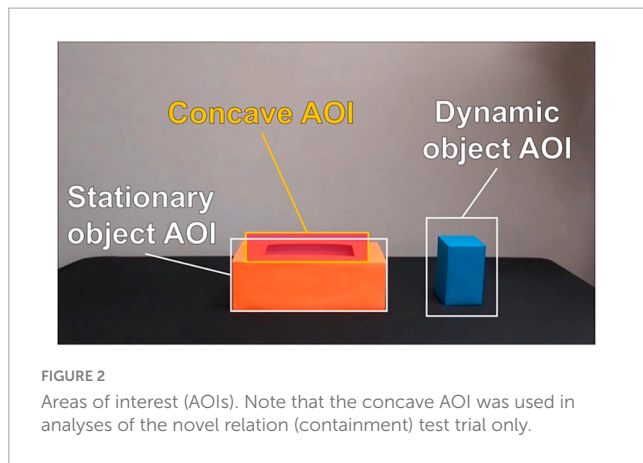 Concave AOI
Dynamic
object AOI
Stationary
object AOI
FIGURE 2
Areas of interest (AOIs). Note that the concave AOI was used in
analyses of the novel relation (containment) test trial only.